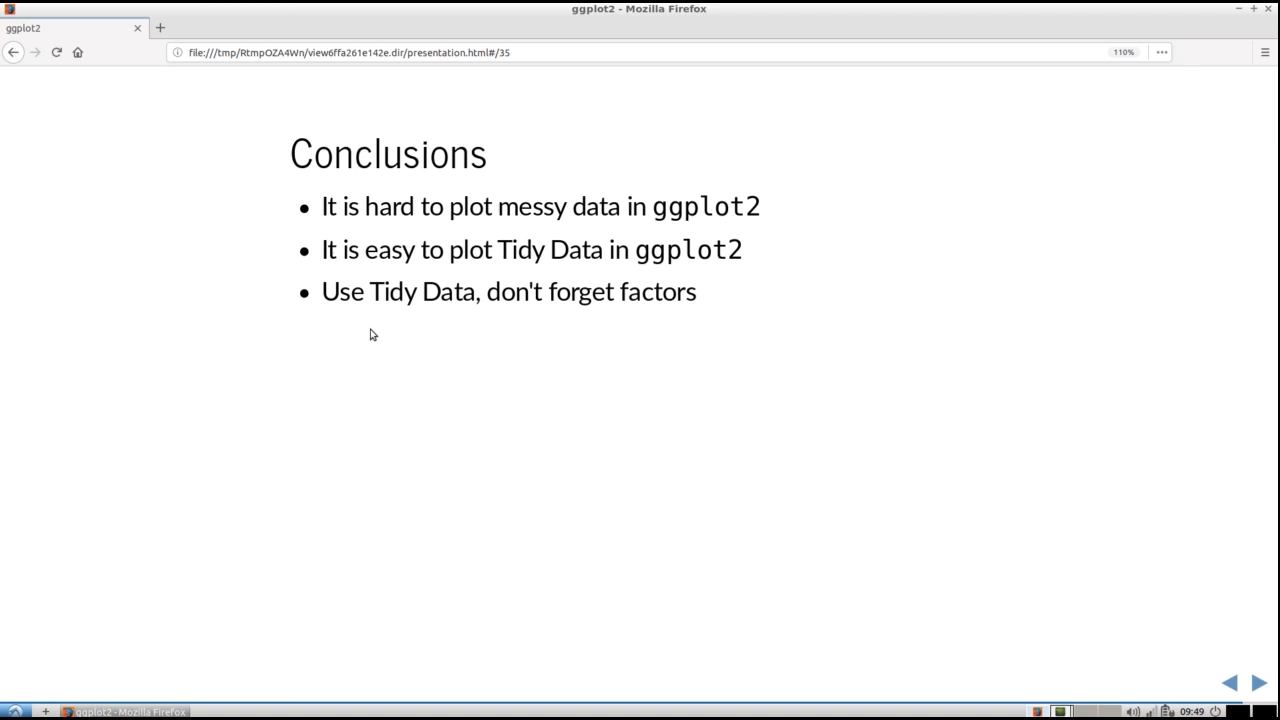 ggplot2 - Mozilla Firefox
ggplot2
file:///tmp/RtmpOZA4Wn/view6ffa261e142e.dir/presentation.html#/35
110%
Conclusions
It is hard to plot messy data in ggplot2
It is easy to plot Tidy Data in ggplot2
Use Tidy Data, don't forget factors
ggplot2 - Mozilla Firefox
09:49